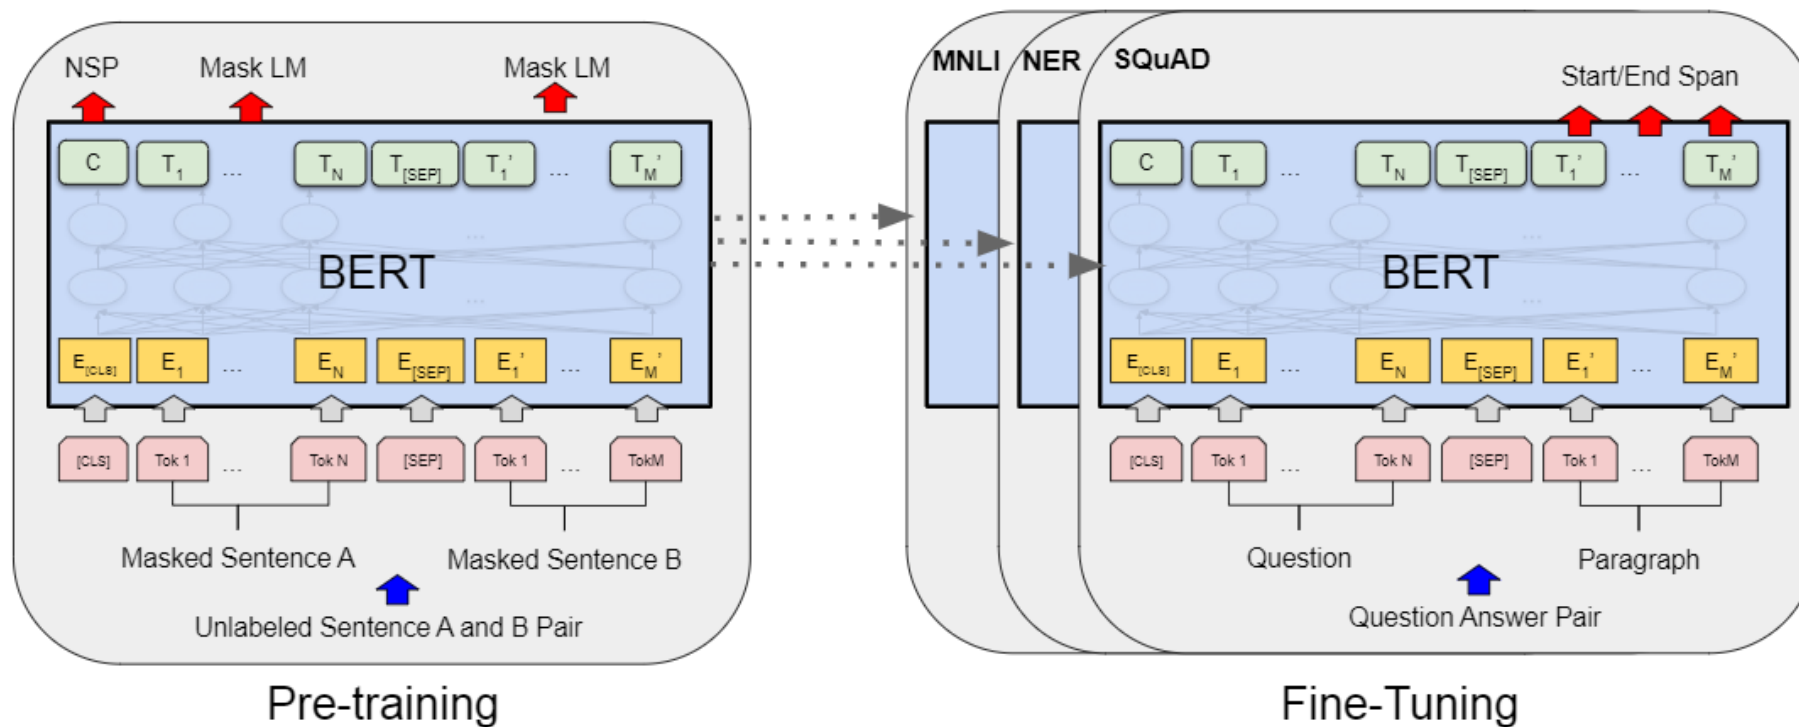 NSP Mask LM Mask LM
C T1 ... TN T[SEP] T1' ... TM'
...
BERT
...
E[CLS] E1 ... EN E[SEP] E1' ... EM'
[CLS] Tok 1 ... Tok N [SEP] Tok 1 ... TokM
Masked Sentence A Masked Sentence B
Unlabeled Sentence A and B Pair
Pre-training
MNLI NER SQuAD
Start/End Span
C T1 ... TN T[SEP] T1' ... TM'
...
BERT
...
E[CLS] E1 ... EN E[SEP] E1' ... EM'
[CLS] Tok 1 ... Tok N [SEP] Tok 1 ... TokM
Question Paragraph
Question Answer Pair
Fine-Tuning